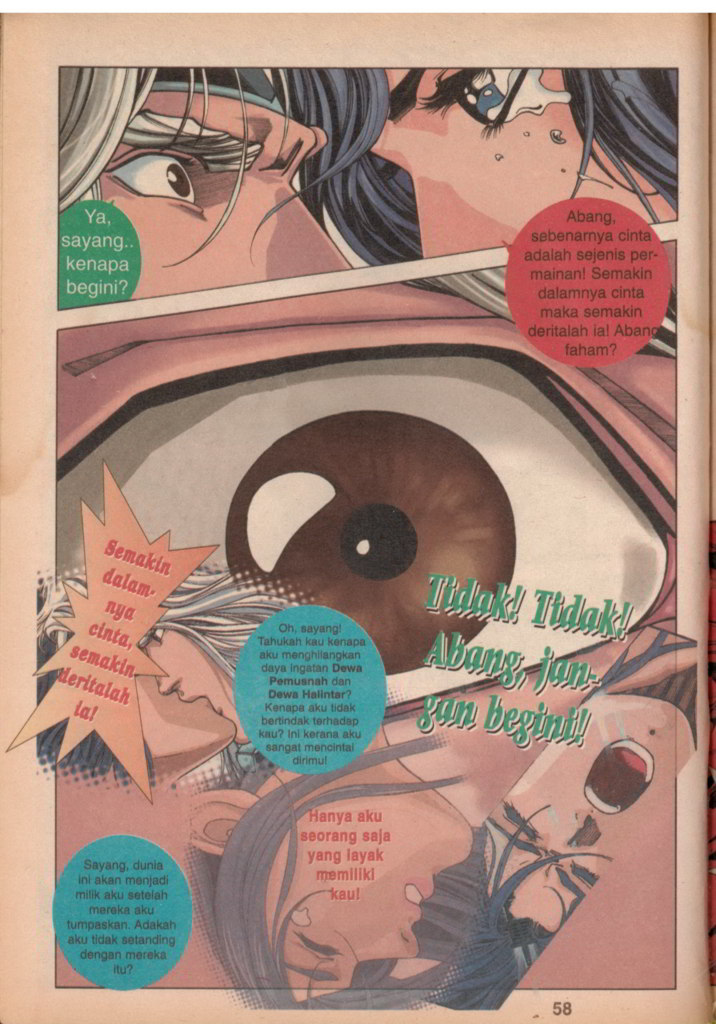 Ya,
sayang..
kenapa
begini?
Abang,
sebenarnya cinta
adalah sejenis per-
mainan! Semakin
dalamnya cinta
maka semakin
deritalah ia! Abang
faham?
Semakin
dalam-
nya
cinta,
semakin
deritalah
ia!
Oh, sayang!
Tahukah kau kenapa
aku menghilangkan
daya ingatan Dewa
Pemusnah dan
Dewa Halintar?
Kenapa aku tidak
bertindak terhadap
kau? Ini kerana aku
sangat mencintai
dirimu!
Tidak! Tidak!
Abang, jan-
gan begini!
Hanya aku
seorang saja
yang layak
memiliki
kau!
Sayang, dunia
ini akan menjadi
milik aku setelah
mereka aku
tumpaskan. Adakah
aku tidak setanding
dengan mereka
itu?
58